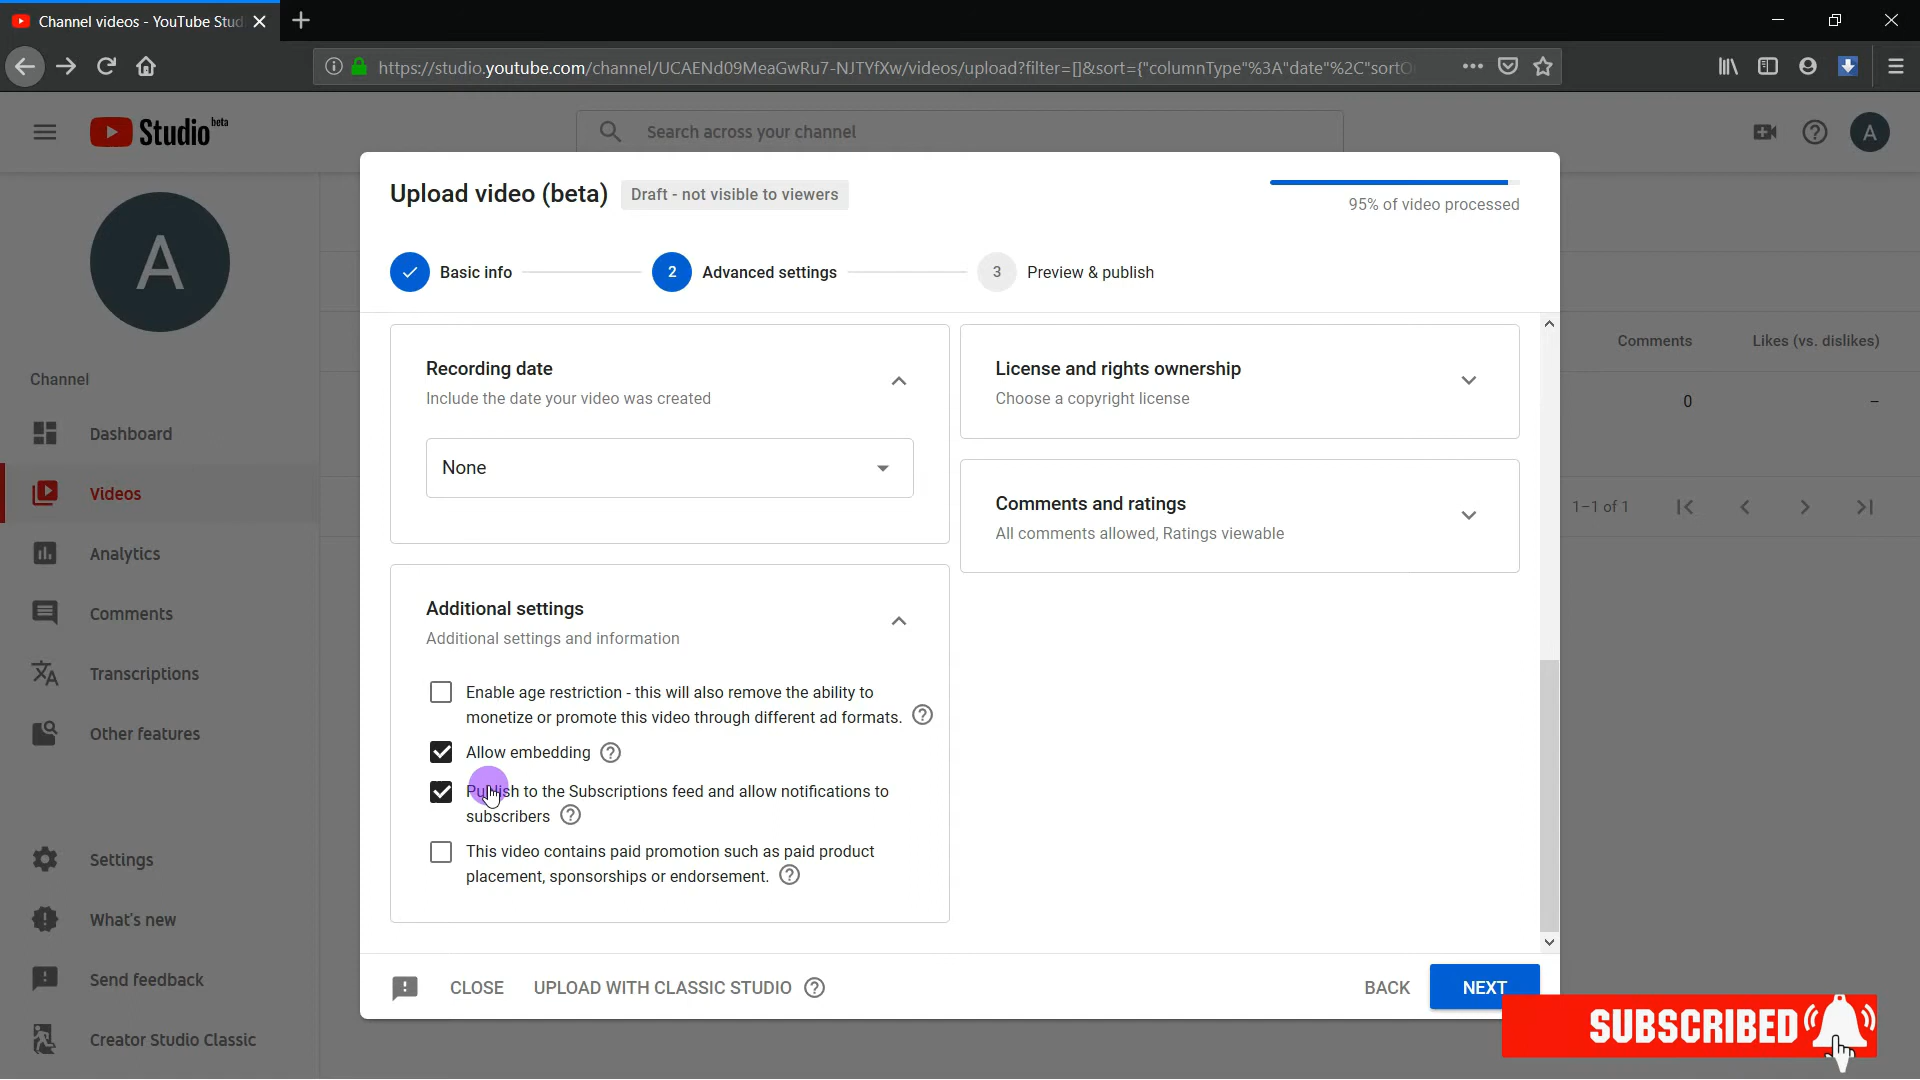 Channel videos - YouTube Stud
https://studio.youtube.com/channel/UCAENd09MeaGwRu7-NJTYfXw/videos/upload?filter=[]&sort={"columnType"%3A"date"%2C"sortO
Studio beta
Search across your channel
A
A
Upload video (beta)
Draft - not visible to viewers
95% of video processed
Basic info
2 Advanced settings
3 Preview & publish
Channel
Dashboard
Videos
Analytics
Comments
Transcriptions
Other features
Settings
What's new
Send feedback
Creator Studio Classic
Recording date
Include the date your video was created
None
License and rights ownership
Choose a copyright license
Comments and ratings
All comments allowed, Ratings viewable
Additional settings
Additional settings and information
Enable age restriction - this will also remove the ability to
monetize or promote this video through different ad formats.
Allow embedding
Publish to the Subscriptions feed and allow notifications to
subscribers
This video contains paid promotion such as paid product
placement, sponsorships or endorsement.
Comments
Likes (vs. dislikes)
0
–
1–1 of 1
CLOSE
UPLOAD WITH CLASSIC STUDIO
BACK
NEXT
SUBSCRIBED